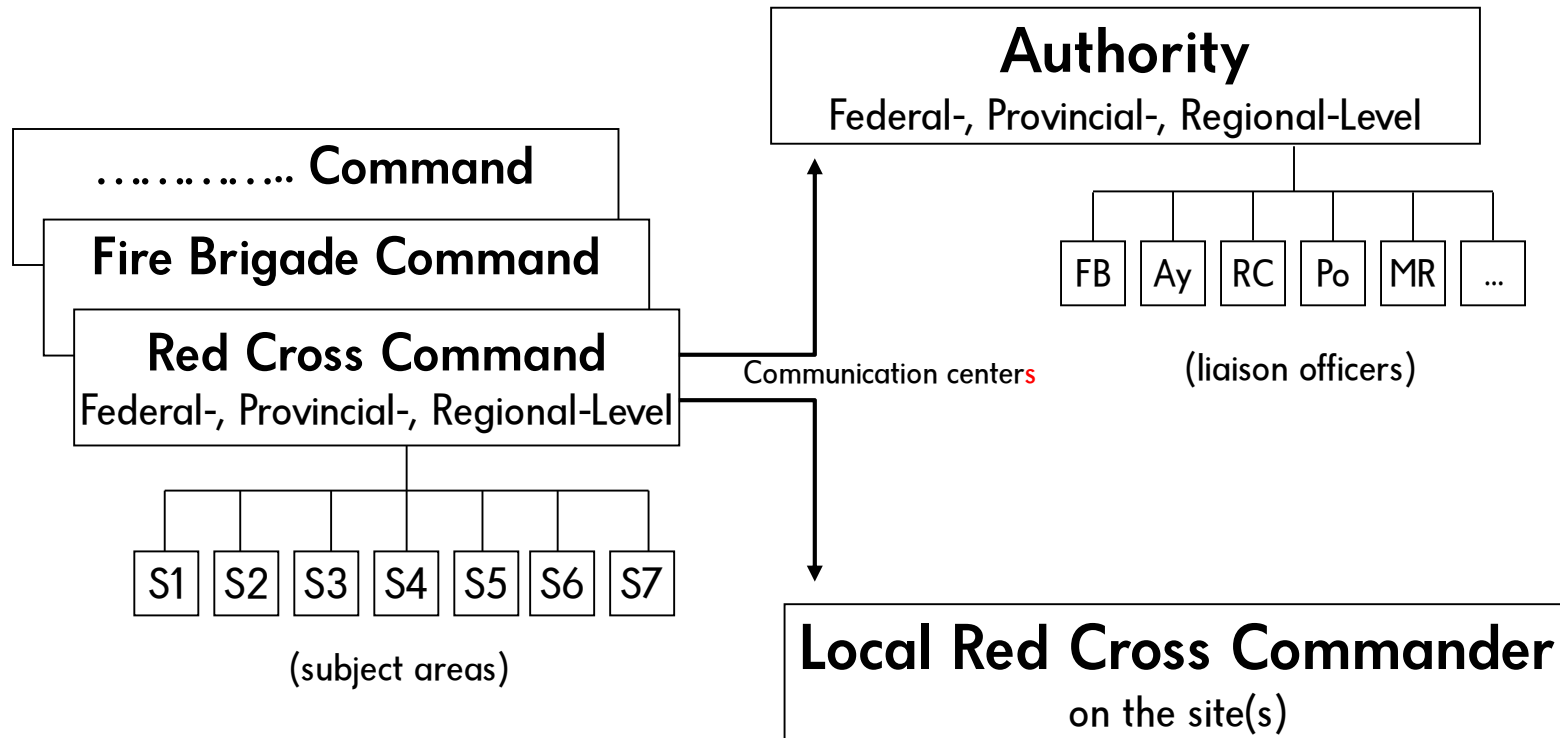 Authority
Federal-, Provincial-, Regional-Level
………….. Command
Fire Brigade Command
Red Cross Command
Federal-, Provincial-, Regional-Level
Communication centers
FB Ay RC Po MR ...
(liaison officers)
S1 S2 S3 S4 S5 S6 S7
(subject areas)
Local Red Cross Commander
on the site(s)